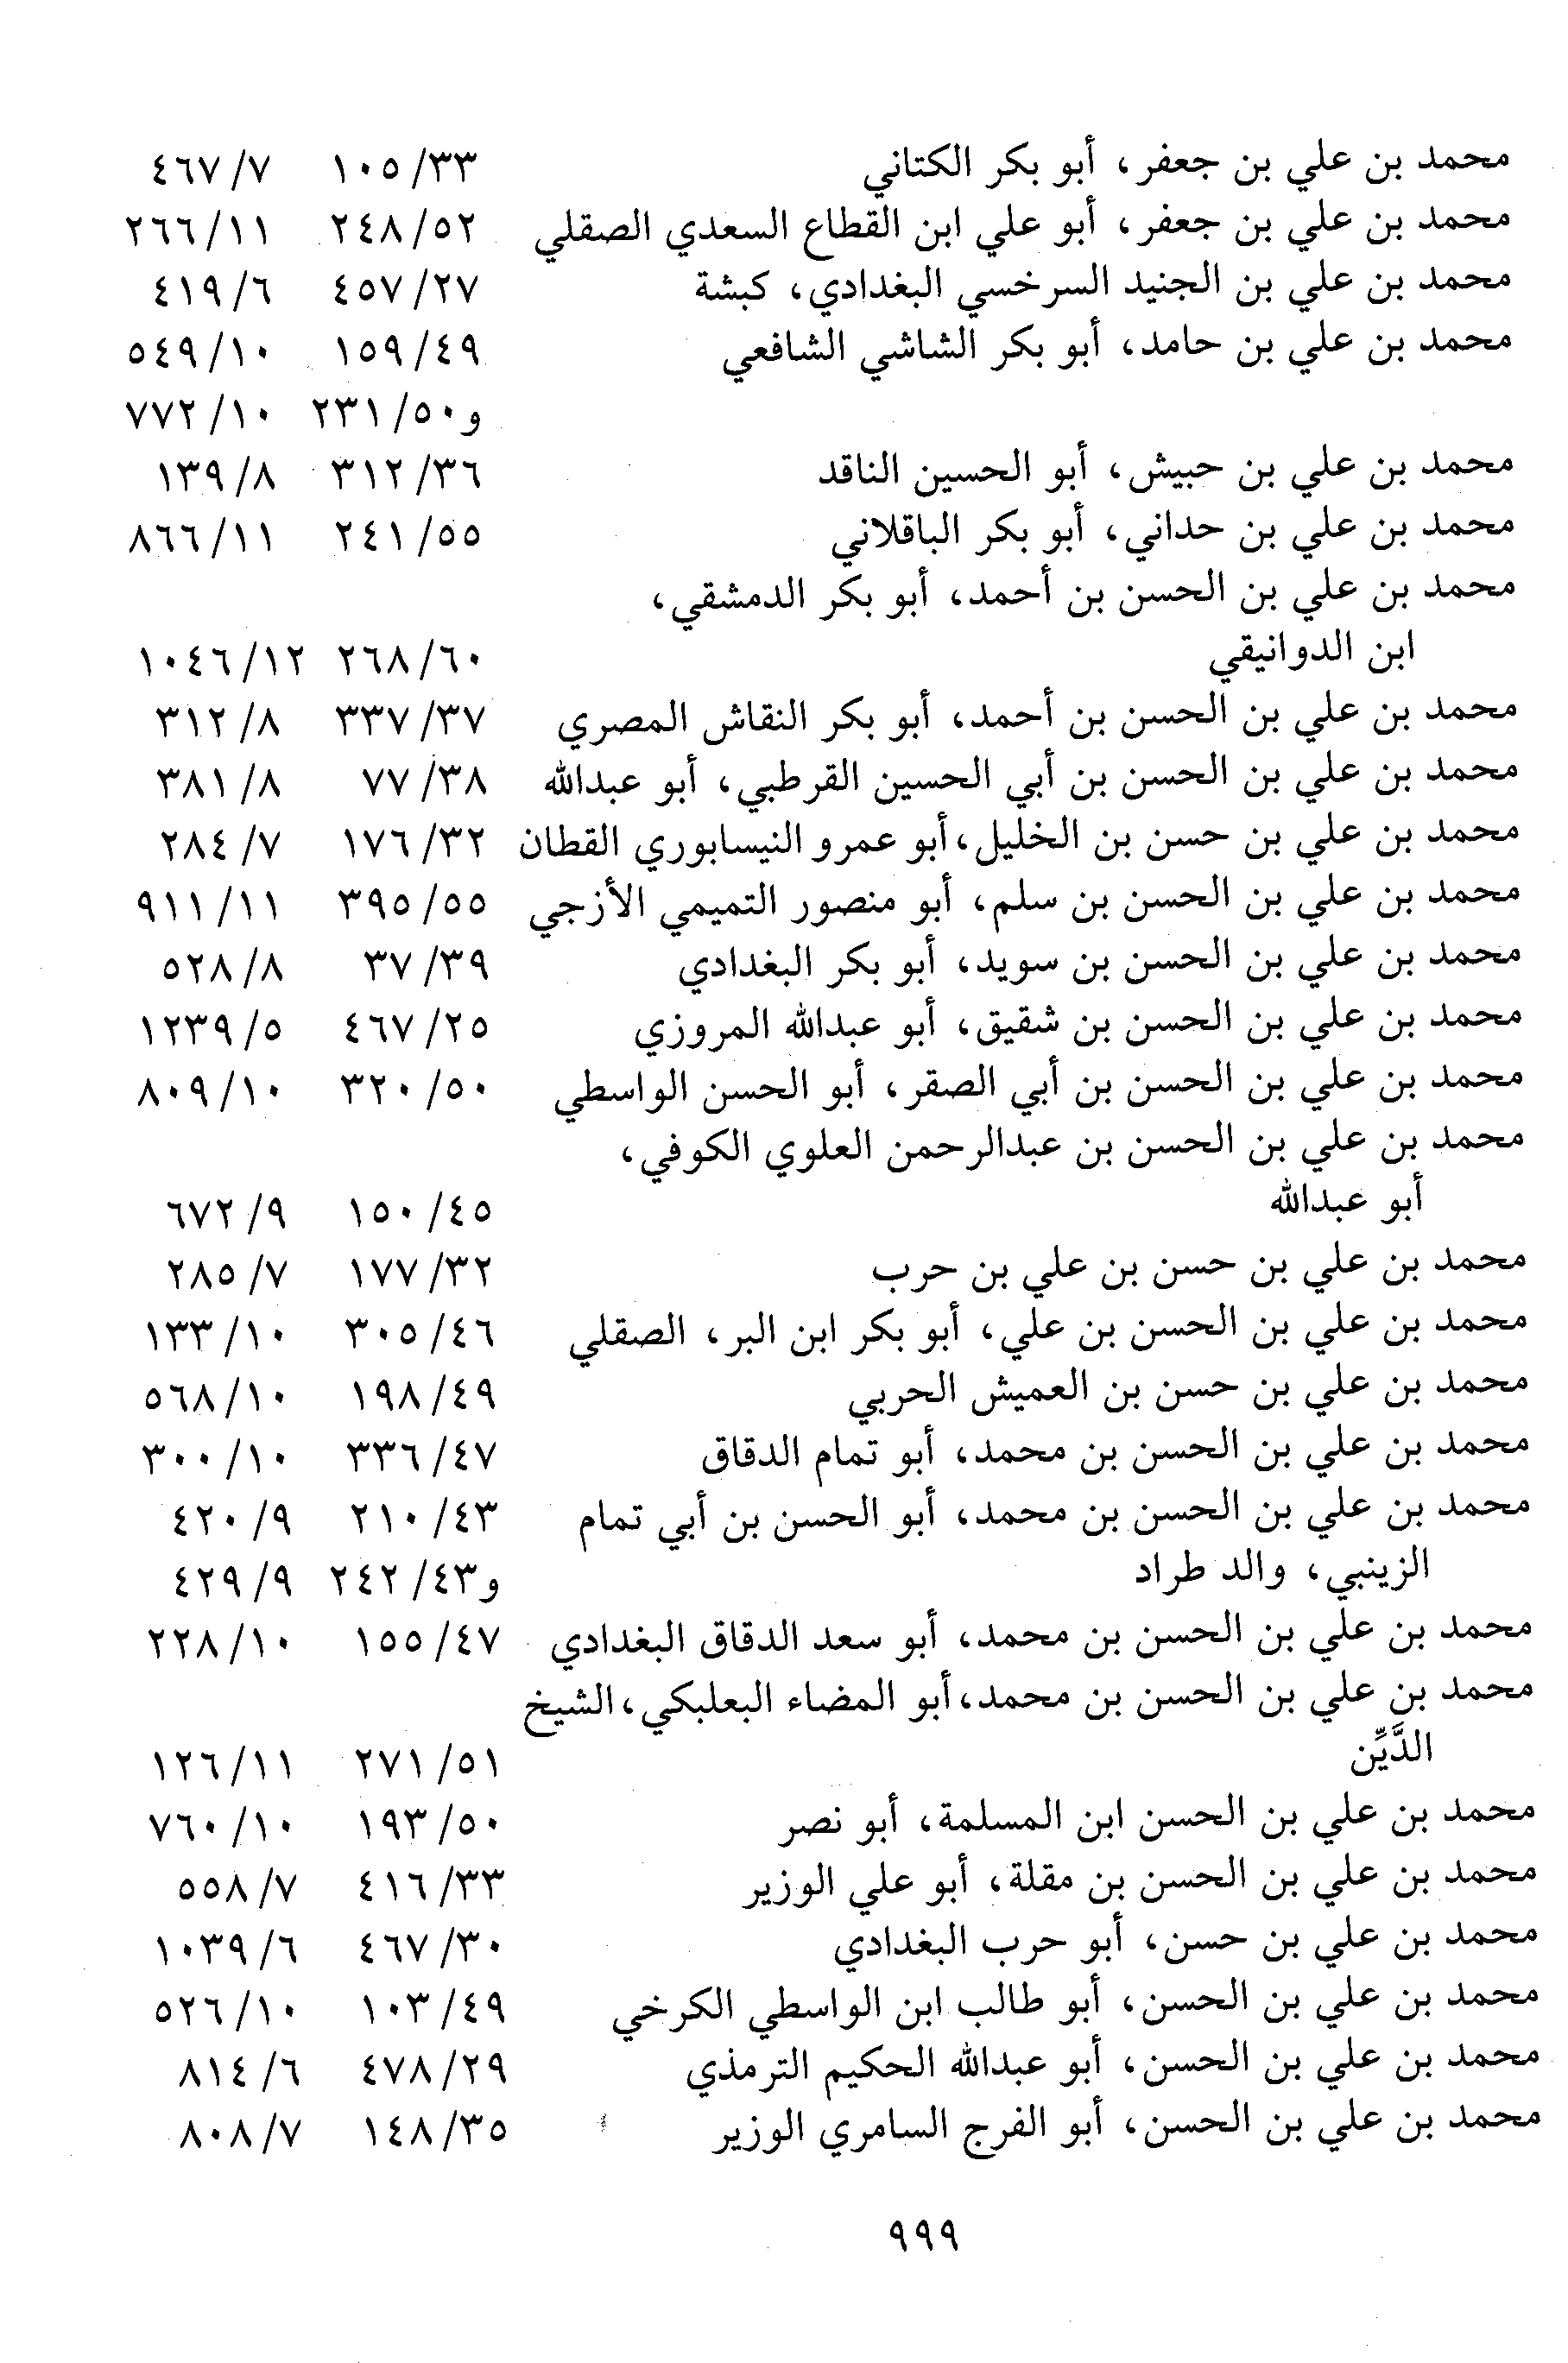 محمد بن علي بن جعفر، أبو بكر الكتاني ١٠٥/٣٣ ٤٦٧/٧
محمد بن علي بن جعفر، أبو علي ابن القطاع السعدي الصقلي ٢٤٨/٥٢ ٢٦٦/١١
محمد بن علي بن الجنيد السرخسي البغدادي، كبشة ٤٥٧/٢٧ ٤١٩/٦
محمد بن علي بن حامد، أبو بكر الشاشي الشافعي ١٥٩/٤٩ ٥٤٩/١٠
و٢٣١/٥٠ ٧٧٢/١٠
محمد بن علي بن حبيش، أبو الحسين الناقد ٣١٢/٣٦ ١٣٩/٨
محمد بن علي بن حداني، أبو بكر الباقلاني ٢٤١/٥٥ ٨٦٦/١١
محمد بن علي بن الحسن بن أحمد، أبو بكر الدمشقي،
ابن الدوانيقي ٢٦٨/٦٠ ١٠٤٦/١٢
محمد بن علي بن الحسن بن أحمد، أبو بكر النقاش المصري ٣٣٧/٣٧ ٣١٢/٨
محمد بن علي بن الحسن بن أبي الحسين القرطبي، أبو عبدالله ٧٧/٣٨ ٣٨١/٨
محمد بن علي بن حسن بن الخليل، أبو عمرو النيسابوري القطان ١٧٦/٣٢ ٢٨٤/٧
محمد بن علي بن الحسن بن سلم، أبو منصور التميمي الأزجي ٣٩٥/٥٥ ٩١١/١١
محمد بن علي بن الحسن بن سويد، أبو بكر البغدادي ٣٧/٣٩ ٥٢٨/٨
محمد بن علي بن الحسن بن شقيق، أبو عبدالله المروزي ٤٦٧/٢٥ ١٢٣٩/٥
محمد بن علي بن الحسن بن أبي الصقر، أبو الحسن الواسطي ٣٢٠/٥٠ ٨٠٩/١٠
محمد بن علي بن الحسن بن عبدالرحمن العلوي الكوفي،
أبو عبدالله ١٥٠/٤٥ ٦٧٢/٩
محمد بن علي بن حسن بن علي بن حرب ١٧٧/٣٢ ٢٨٥/٧
محمد بن علي بن الحسن بن علي، أبو بكر ابن البر، الصقلي ٣٠٥/٤٦ ١٣٣/١٠
محمد بن علي بن حسن بن العميش الحربي ١٩٨/٤٩ ٥٦٨/١٠
محمد بن علي بن الحسن بن محمد، أبو تمام الدقاق ٣٣٦/٤٧ ٣٠٠/١٠
محمد بن علي بن الحسن بن محمد، أبو الحسن بن أبي تمام ٢١٠/٤٣ ٤٢٠/٩
الزينبي، والد طراد و٢٤٢/٤٣ ٤٢٩/٩
محمد بن علي بن الحسن بن محمد، أبو سعد الدقاق البغدادي ١٥٥/٤٧ ٢٢٨/١٠
محمد بن علي بن الحسن بن محمد، أبو المضاء البعلبكي، الشيخ
الدَّيِّن ٢٧١/٥١ ١٢٦/١١
محمد بن علي بن الحسن ابن المسلمة، أبو نصر ١٩٣/٥٠ ٧٦٠/١٠
محمد بن علي بن الحسن بن مقلة، أبو علي الوزير ٤١٦/٣٣ ٥٥٨/٧
محمد بن علي بن حسن، أبو حرب البغدادي ٤٦٧/٣٠ ١٠٣٩/٦
محمد بن علي بن الحسن، أبو طالب ابن الواسطي الكرخي ١٠٣/٤٩ ٥٢٦/١٠
محمد بن علي بن الحسن، أبو عبدالله الحكيم الترمذي ٤٧٨/٢٩ ٨١٤/٦
محمد بن علي بن الحسن، أبو الفرج السامري الوزير ١٤٨/٣٥ ٨٠٨/٧
٩٩٩